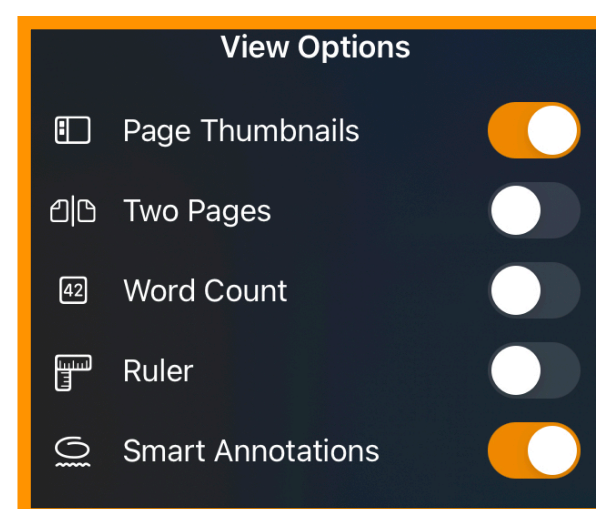 View Options
Page Thumbnails
Two Pages
42 Word Count
Ruler
Smart Annotations